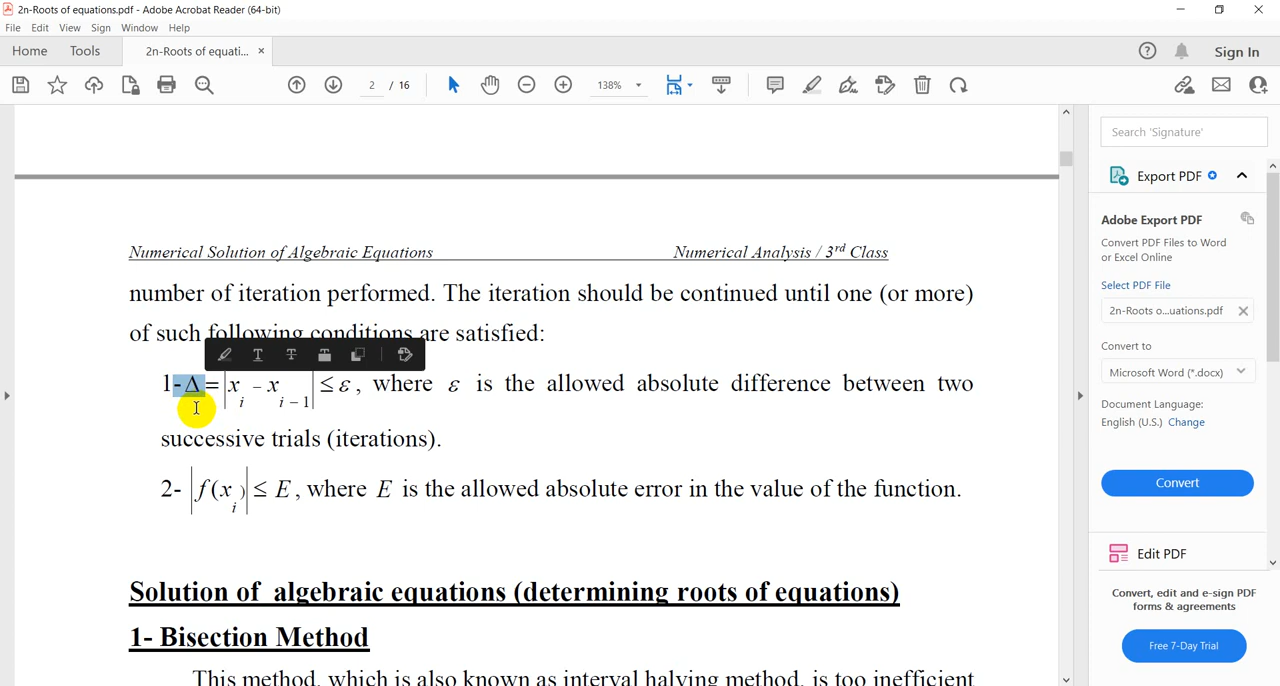 2n-Roots of equations.pdf - Adobe Acrobat Reader (64-bit)
File Edit View Sign Window Help
Home Tools 2n-Roots of equati... × Sign In
2 / 16 138%
Search 'Signature'
Export PDF
Adobe Export PDF
Convert PDF Files to Word
or Excel Online
Select PDF File
2n-Roots o...uations.pdf
Convert to
Microsoft Word (*.docx)
Document Language:
English (U.S.) Change
Convert
Edit PDF
Convert, edit and e-sign PDF
forms & agreements
Free 7-Day Trial
Numerical Solution of Algebraic Equations Numerical Analysis / 3rd Class
number of iteration performed. The iteration should be continued until one (or more)
of such following conditions are satisfied:
1- Δ = |x_i − x_{i−1}| ≤ ε, where ε is the allowed absolute difference between two
successive trials (iterations).
2- |f(x_i)| ≤ E, where E is the allowed absolute error in the value of the function.
Solution of algebraic equations (determining roots of equations)
1- Bisection Method
This method, which is also known as interval halving method, is too inefficient